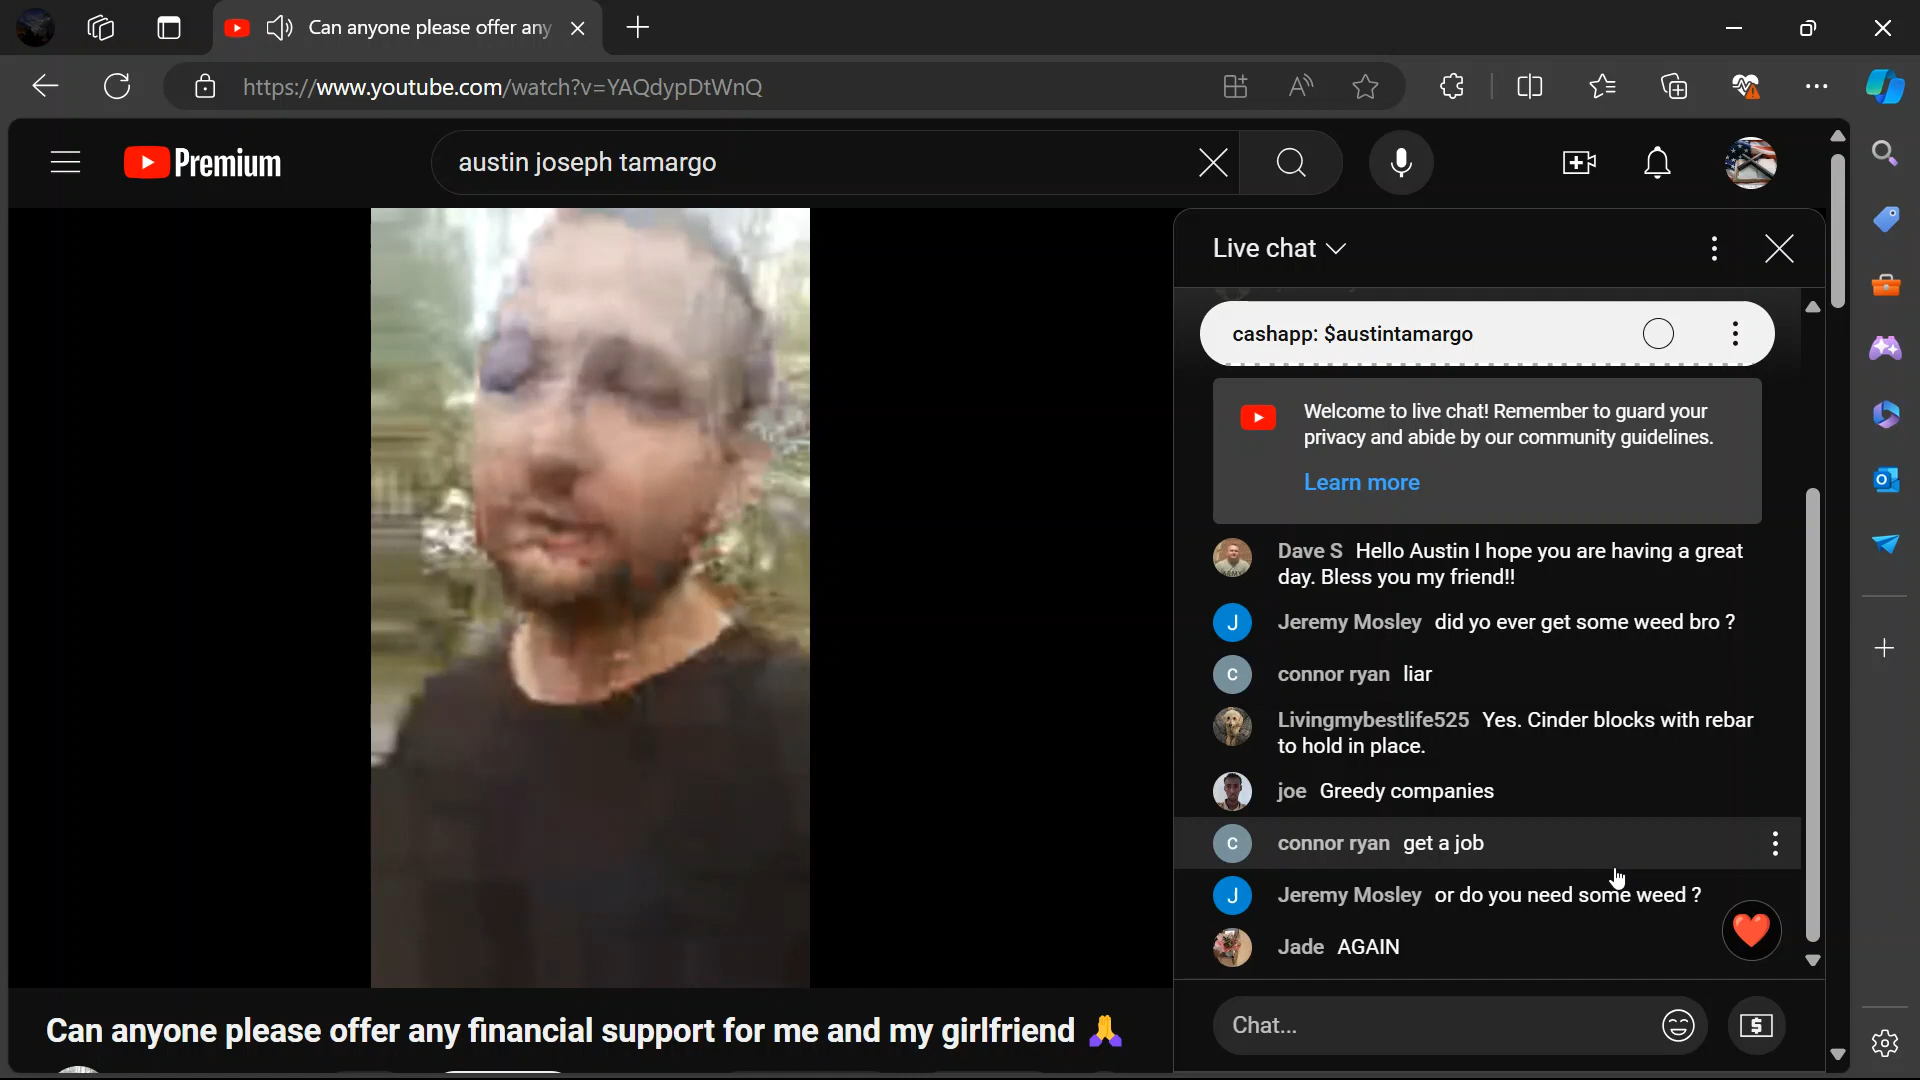 Can anyone please offer any
https://www.youtube.com/watch?v=YAQdypDtWnQ
Premium
austin joseph tamargo
Live chat
cashapp: $austintamargo
Welcome to live chat! Remember to guard your
privacy and abide by our community guidelines.
Learn more
Dave S Hello Austin I hope you are having a great
day. Bless you my friend!!
J Jeremy Mosley did yo ever get some weed bro ?
c connor ryan liar
Livingmybestlife525 Yes. Cinder blocks with rebar
to hold in place.
joe Greedy companies
c connor ryan get a job
J Jeremy Mosley or do you need some weed ?
Jade AGAIN
Chat...
Can anyone please offer any financial support for me and my girlfriend 🙏